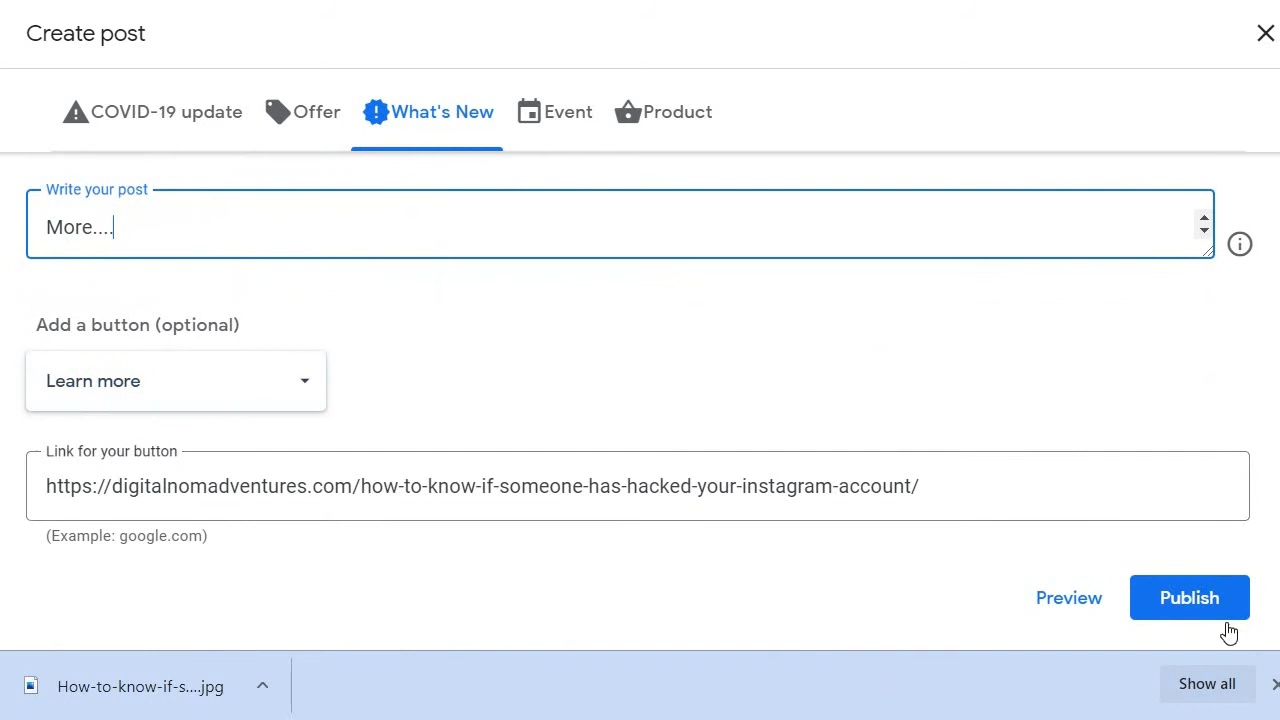 Create post
COVID-19 update Offer What's New Event Product
Write your post
More....
Add a button (optional)
Learn more
Link for your button
https://digitalnomadventures.com/how-to-know-if-someone-has-hacked-your-instagram-account/
(Example: google.com)
Preview Publish
How-to-know-if-s....jpg Show all